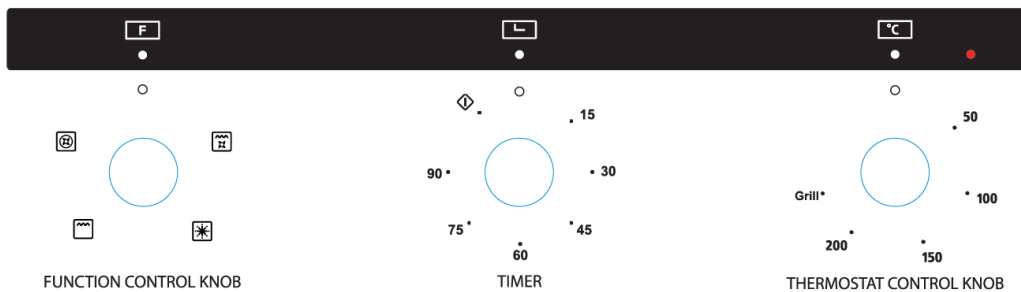 F
°C
15
50
90
30
Grill
100
75
45
200
60
150
FUNCTION CONTROL KNOB
TIMER
THERMOSTAT CONTROL KNOB